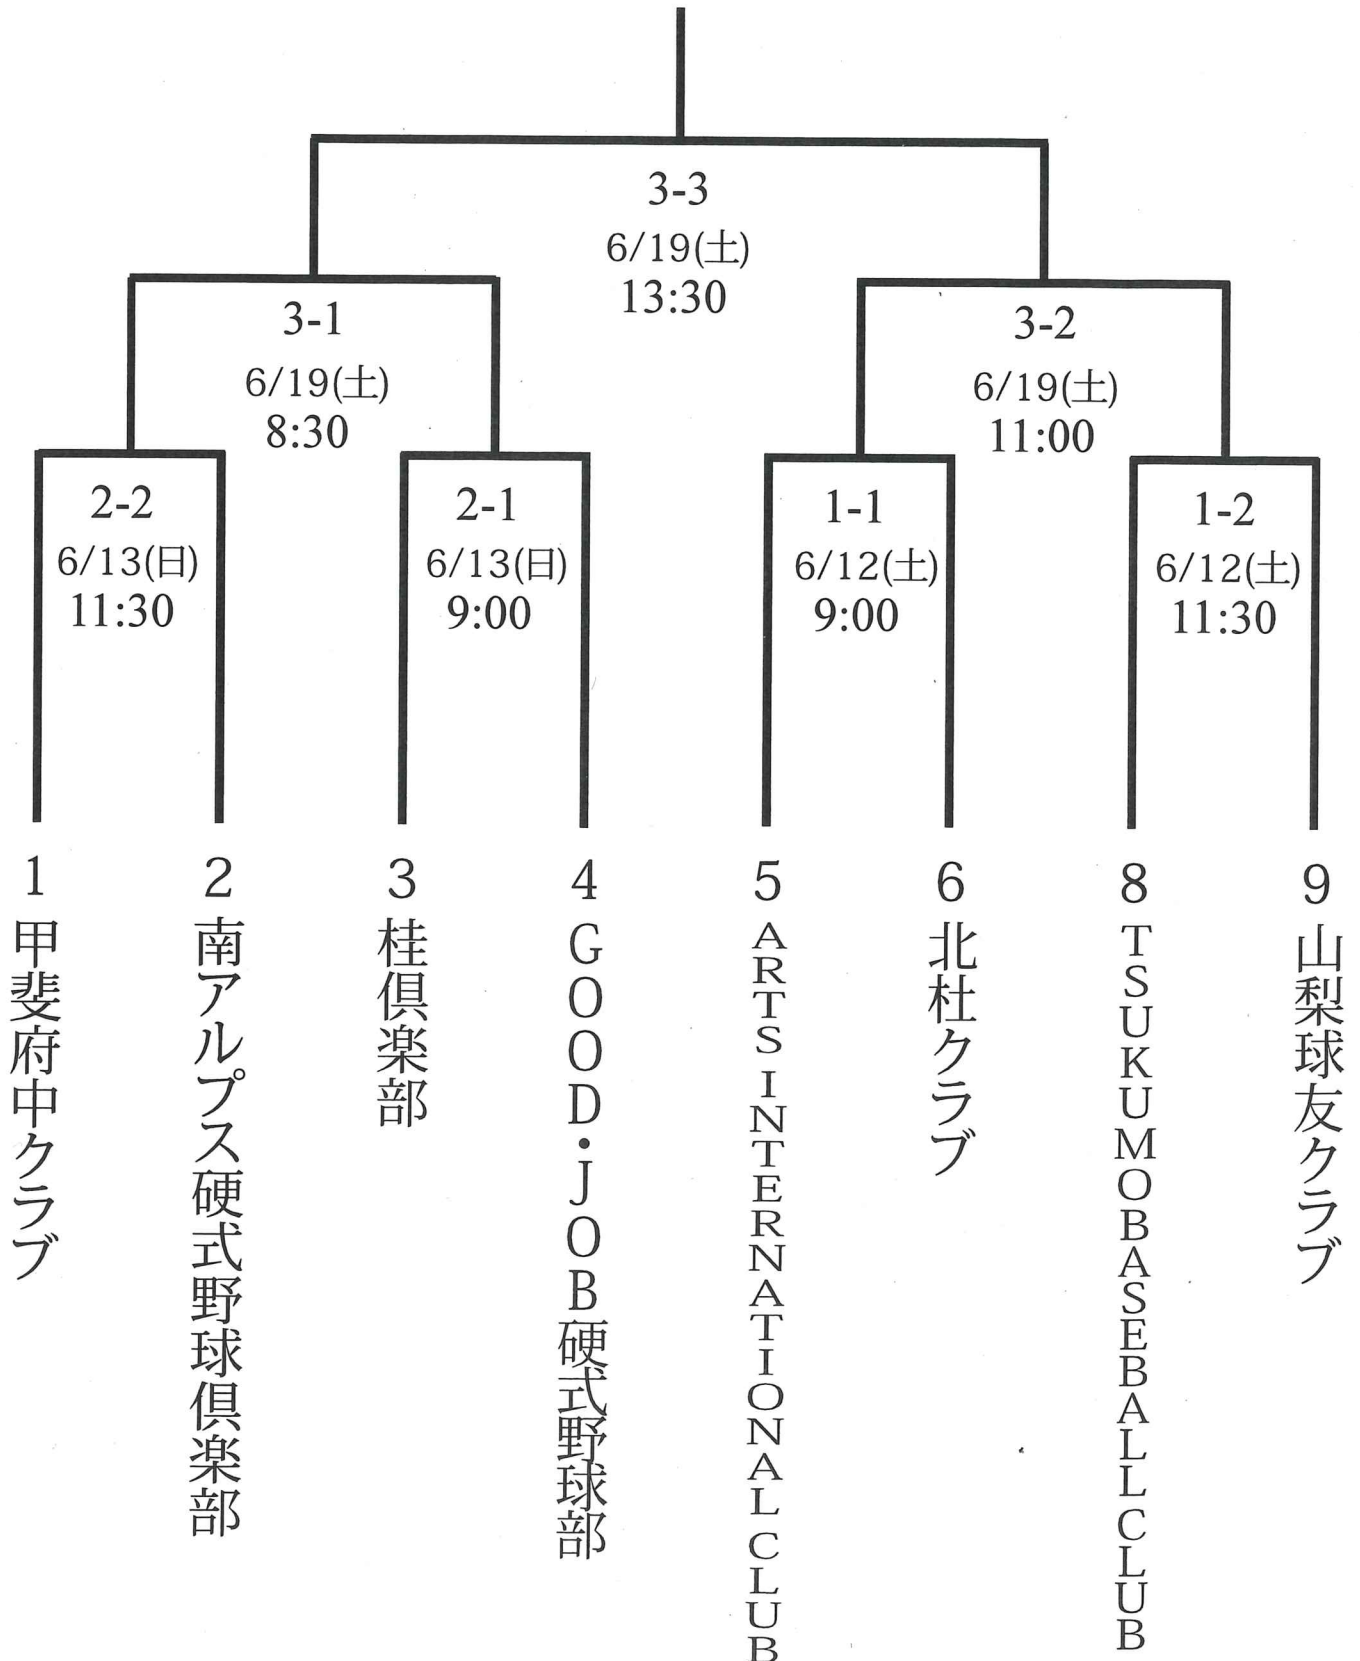 3-3
6/19(土)
13:30
3-1
6/19(土)
8:30
3-2
6/19(土)
11:00
2-2
6/13(日)
11:30
2-1
6/13(日)
9:00
1-1
6/12(土)
9:00
1-2
6/12(土)
11:30
1 甲斐府中クラブ
2 南アルプス硬式野球倶楽部
3 桂倶楽部
4 GOOD・JOB硬式野球部
5 ARTS INTERNATIONAL CLUB
6 北杜クラブ
8 TSUKUMO BASEBALL CLUB
9 山梨球友クラブ